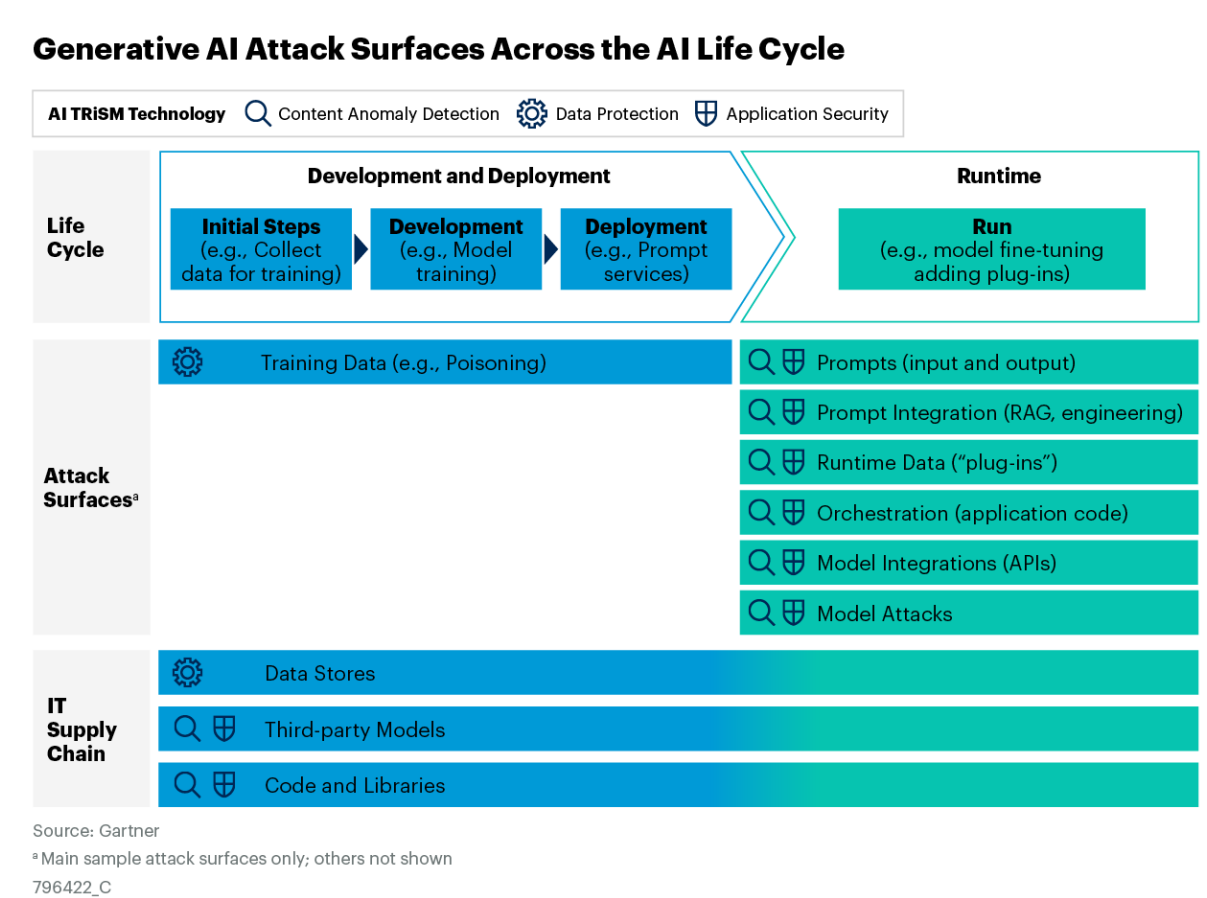 Generative AI Attack Surfaces Across the AI Life Cycle
AI TRiSM Technology Content Anomaly Detection Data Protection Application Security
Life
Cycle
Development and Deployment
Initial Steps
(e.g., Collect
data for training)
Development
(e.g., Model
training)
Deployment
(e.g., Prompt
services)
Runtime
Run
(e.g., model fine-tuning
adding plug-ins)
Attack
Surfacesᵃ
Training Data (e.g., Poisoning)
Prompts (input and output)
Prompt Integration (RAG, engineering)
Runtime Data (“plug-ins”)
Orchestration (application code)
Model Integrations (APIs)
Model Attacks
IT
Supply
Chain
Data Stores
Third-party Models
Code and Libraries
Source: Gartner
ᵃ Main sample attack surfaces only; others not shown
796422_C